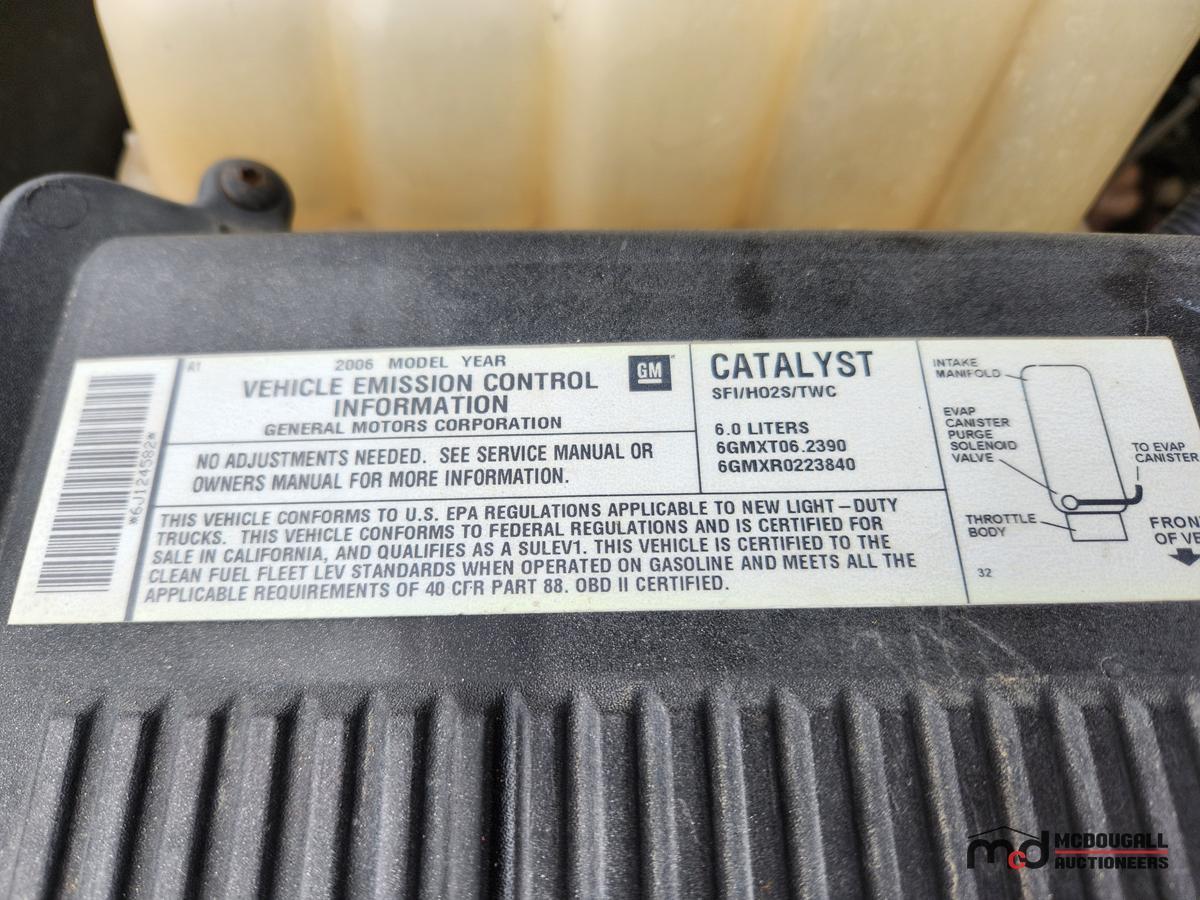 *6J124582*
A1
2006 MODEL YEAR
VEHICLE EMISSION CONTROL
INFORMATION
GENERAL MOTORS CORPORATION
GM
NO ADJUSTMENTS NEEDED. SEE SERVICE MANUAL OR
OWNERS MANUAL FOR MORE INFORMATION.
CATALYST
SFI/HO2S/TWC
6.0 LITERS
6GMXT06.2390
6GMXR0223840
THIS VEHICLE CONFORMS TO U.S. EPA REGULATIONS APPLICABLE TO NEW LIGHT-DUTY
TRUCKS. THIS VEHICLE CONFORMS TO FEDERAL REGULATIONS AND IS CERTIFIED FOR
SALE IN CALIFORNIA, AND QUALIFIES AS A SULEV1. THIS VEHICLE IS CERTIFIED TO THE
CLEAN FUEL FLEET LEV STANDARDS WHEN OPERATED ON GASOLINE AND MEETS ALL THE
APPLICABLE REQUIREMENTS OF 40 CFR PART 88. OBD II CERTIFIED.
INTAKE
MANIFOLD
EVAP
CANISTER
PURGE
SOLENOID
VALVE
TO EVAP
CANISTER
THROTTLE
BODY
FRON
OF VE
32
mcd
MCDOUGALL
AUCTIONEERS